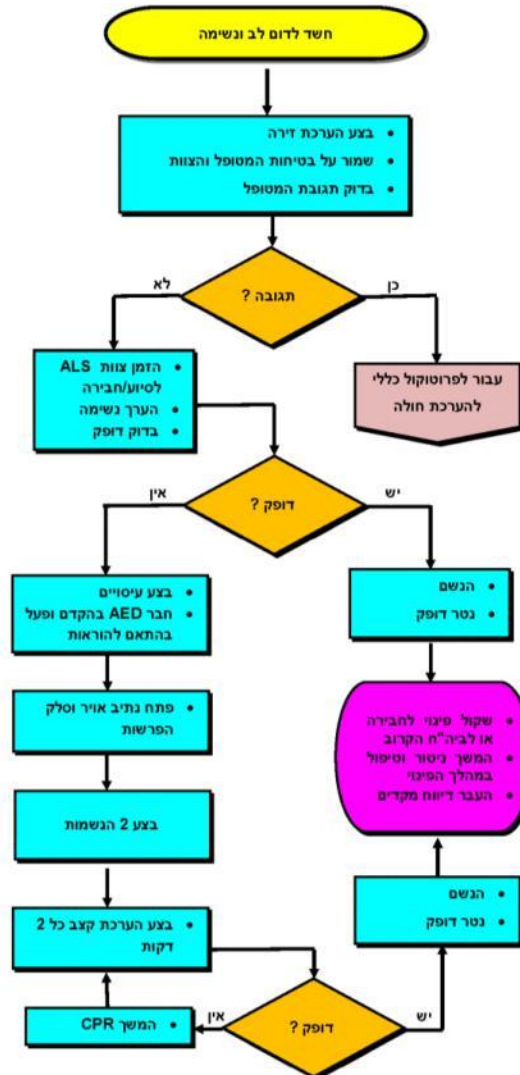 חשד לדום לב ונשימה
• בצע הערכת זירה
• שמור על בטיחות המטופל והצוות
• בדוק תגובת המטופל
תגובה ?
לא
כן
• הזמן צוות ALS
לסיוע/חבירה
• הערך נשימה
• בדוק דופק
עבור לפרוטוקול כללי
להערכת חולה
דופק ?
אין
יש
• בצע עיסויים
• חבר AED בהקדם ופעל
בהתאם להוראות
• הנשם
• נטר דופק
• פתח נתיב אויר וסלק
הפרשות
• שקול פינוי לחבירה
או לביה"ח הקרוב
• המשך ניטור וטיפול
במהלך הפינוי
• העבר דיווח מקדים
בצע 2 הנשמות
• בצע הערכת קצב כל 2
דקות
• הנשם
• נטר דופק
דופק ?
אין
יש
• המשך CPR